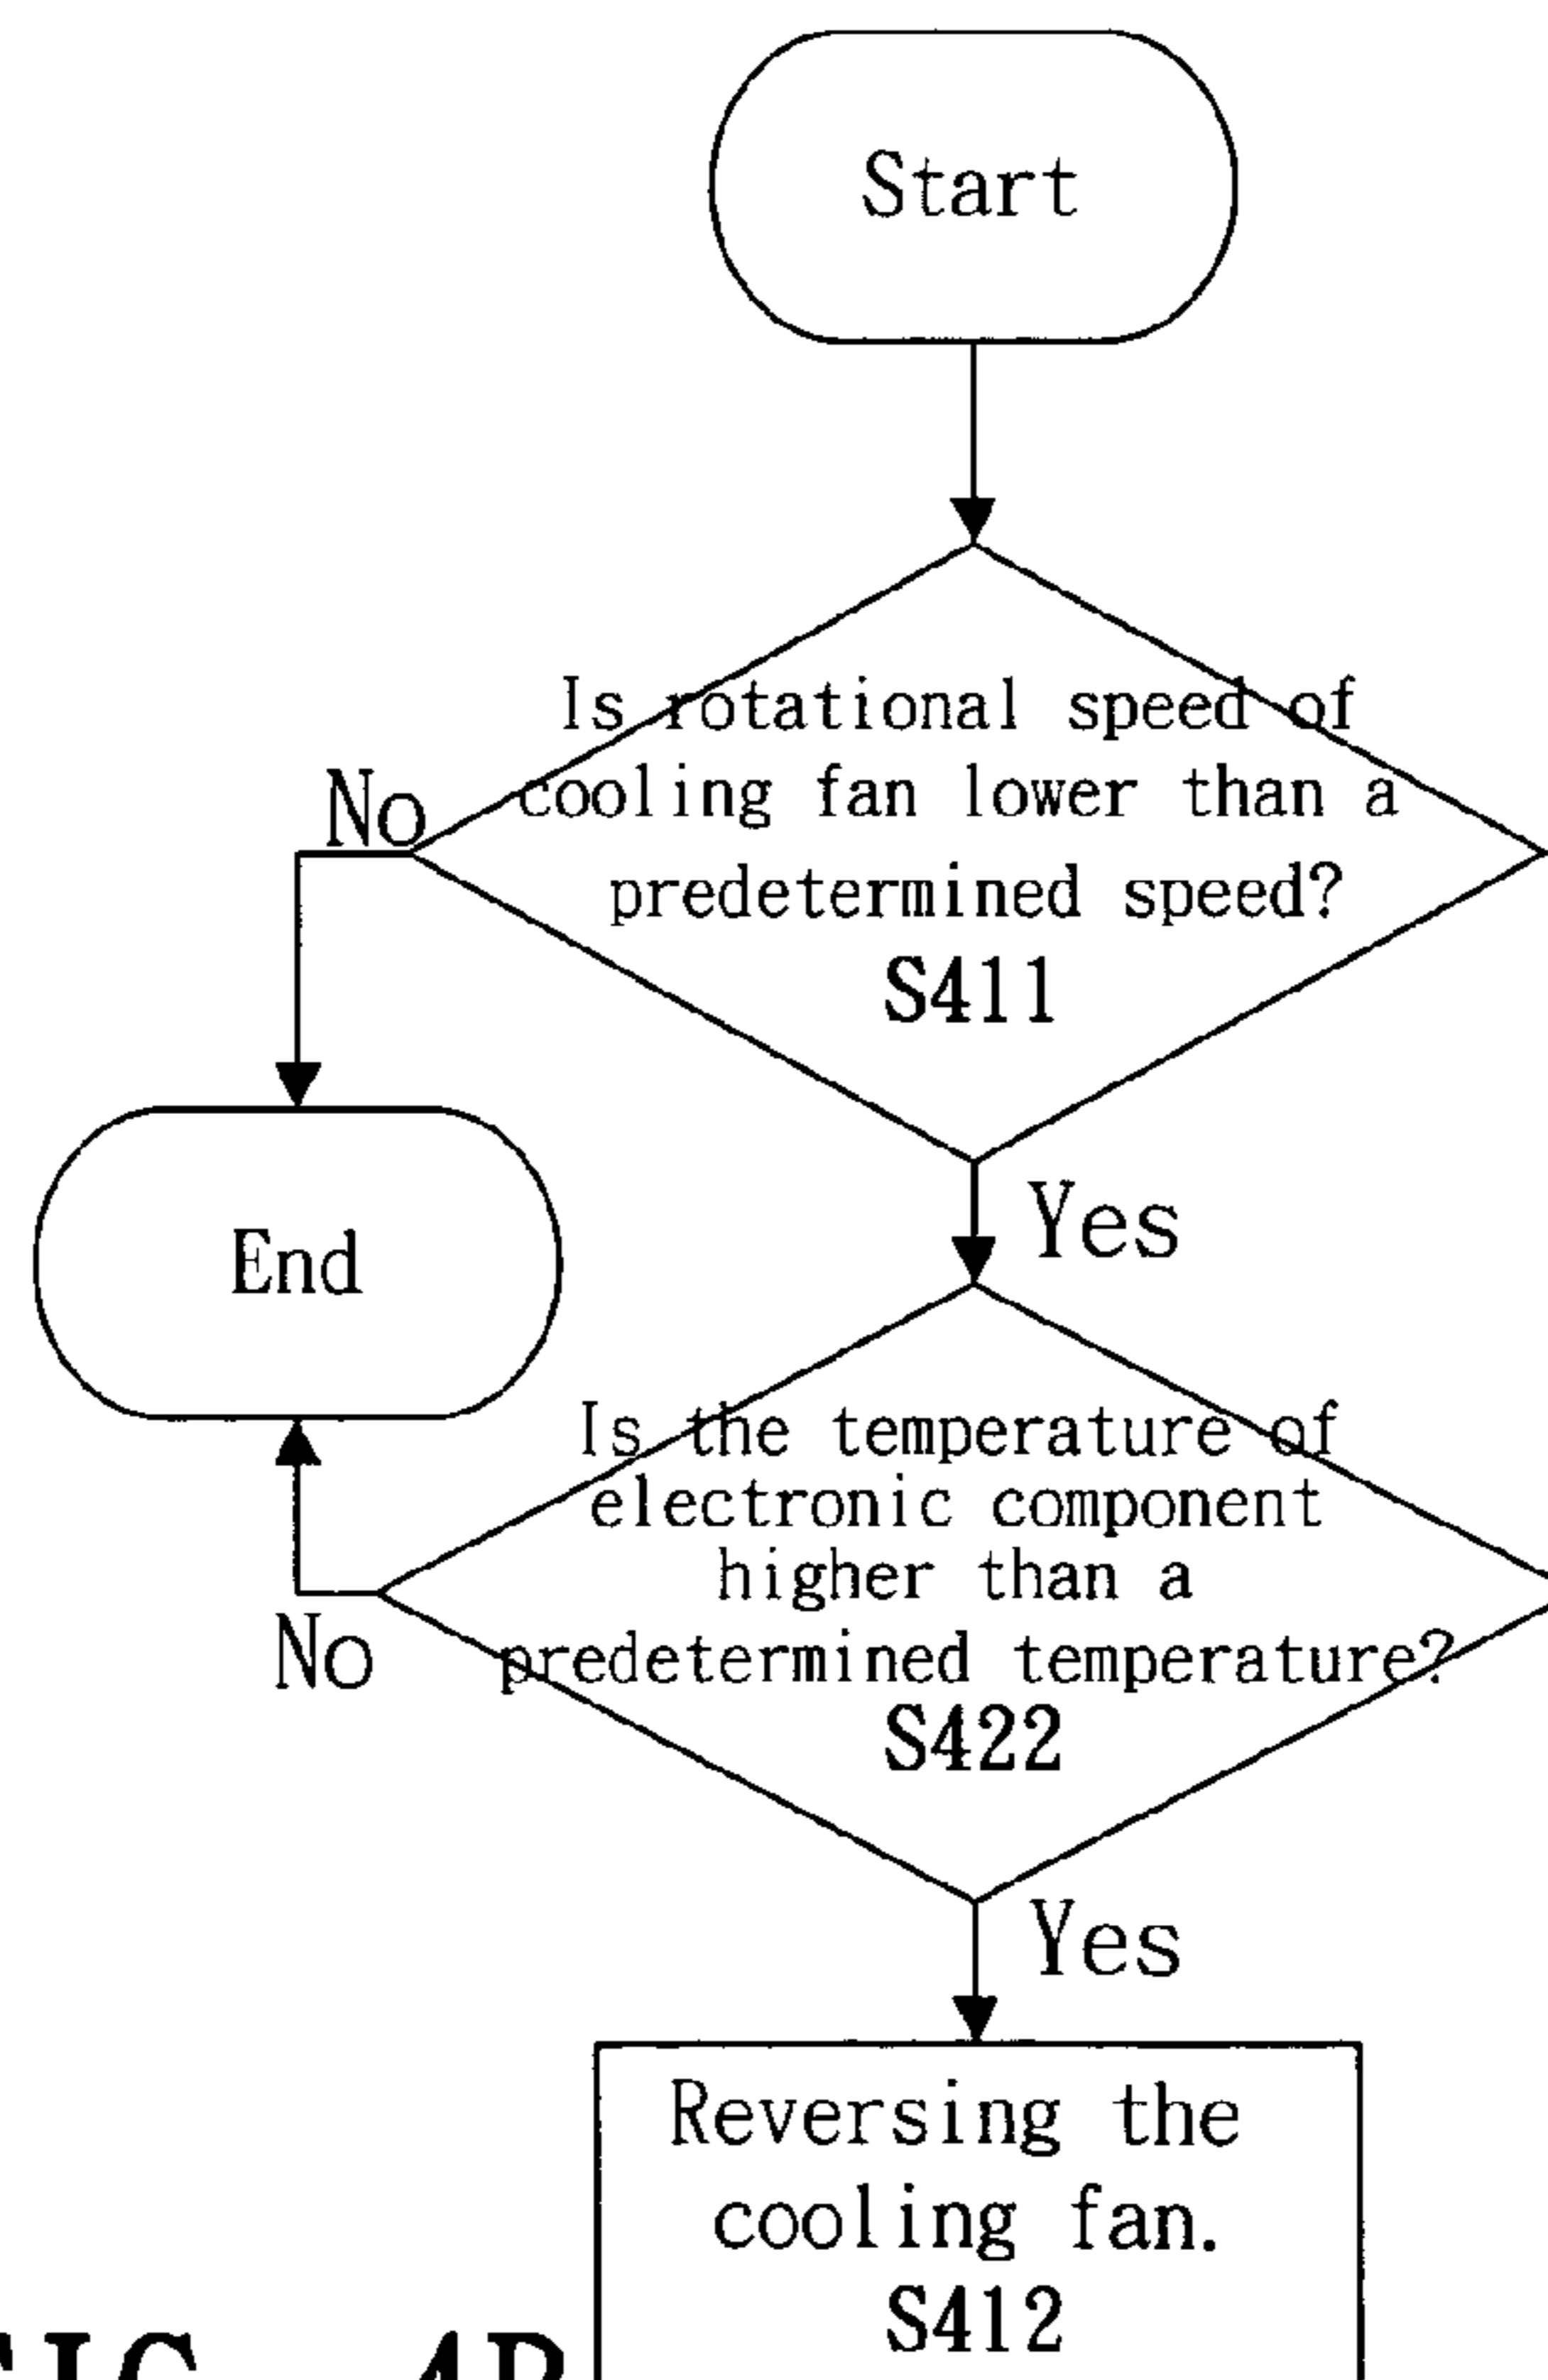 Start
Is rotational speed of
cooling fan lower than a
predetermined speed?
S411
No
Yes
End
Is the temperature of
electronic component
higher than a
predetermined temperature?
S422
No
Yes
Reversing the
cooling fan.
S412